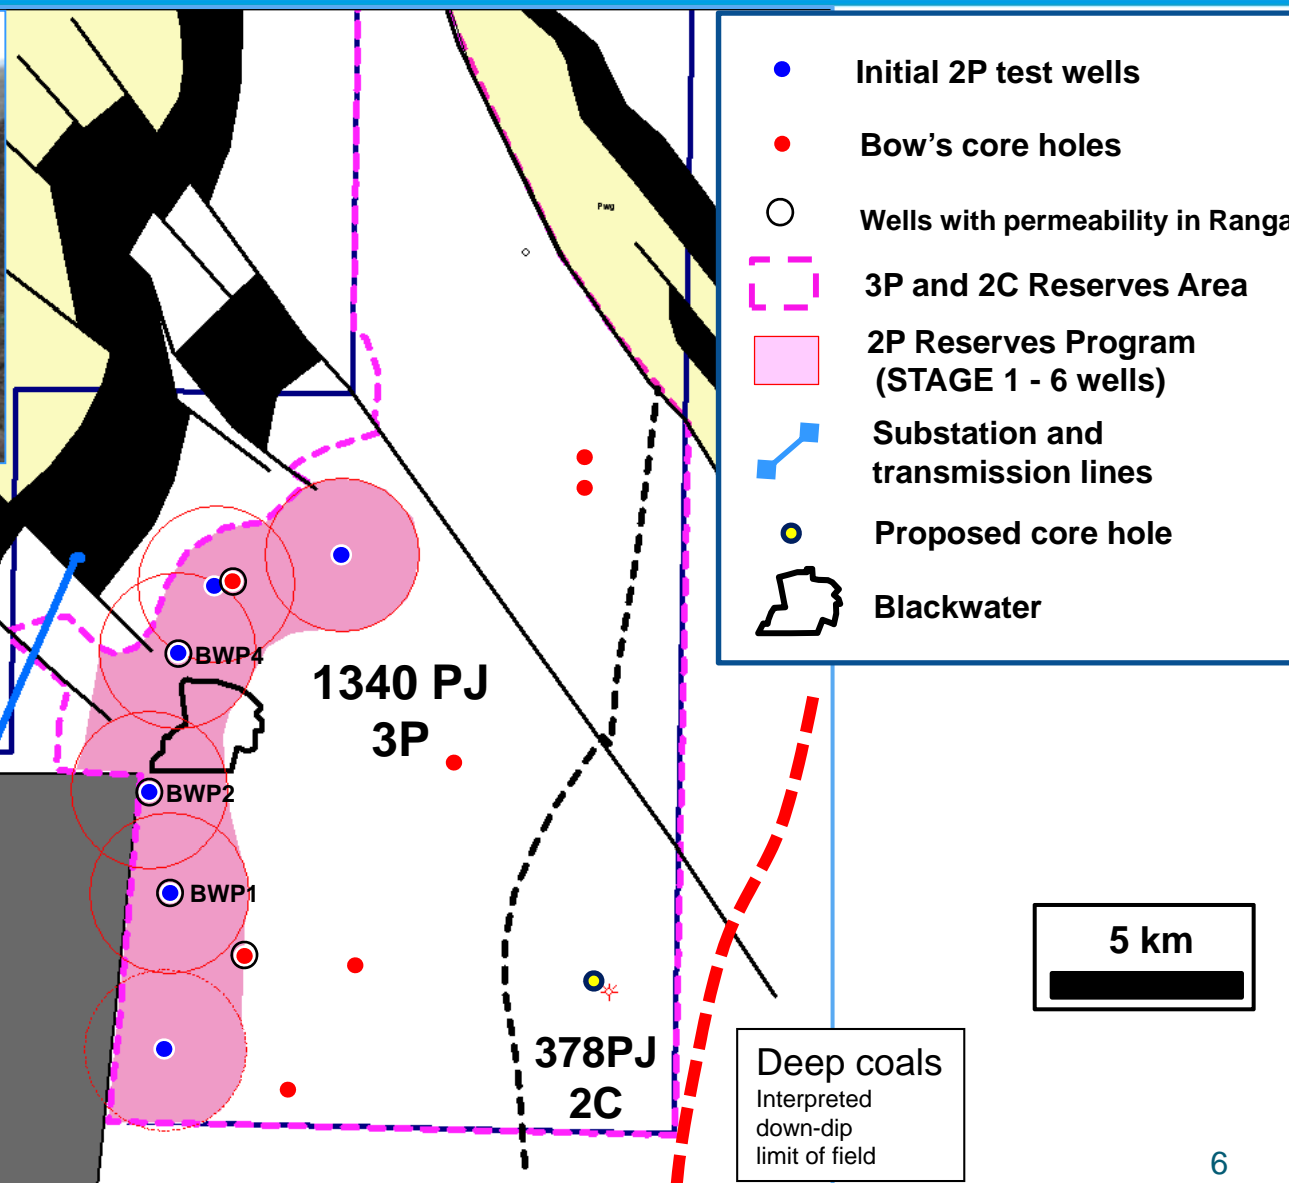 Initial 2P test wells
Bow's core holes
Wells with permeability in Ranga
3P and 2C Reserves Area
2P Reserves Program
(STAGE 1 - 6 wells)
Substation and
transmission lines
Proposed core hole
Blackwater
Pwg
BWP4
1340 PJ
3P
BWP2
BWP1
5 km
378PJ
2C
Deep coals
Interpreted
down-dip
limit of field
6